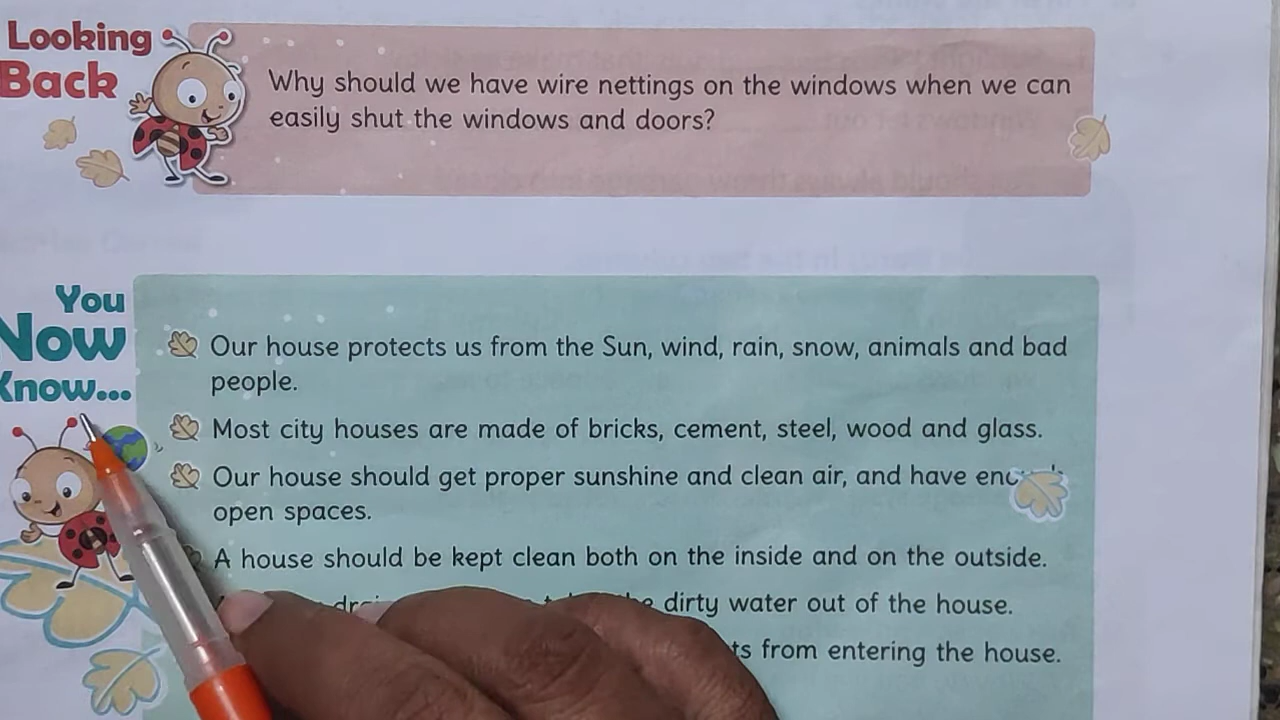 Looking
Back
Why should we have wire nettings on the windows when we can
easily shut the windows and doors?
You
Now
Know...
Our house protects us from the Sun, wind, rain, snow, animals and bad
people.
Most city houses are made of bricks, cement, steel, wood and glass.
Our house should get proper sunshine and clean air, and have
open spaces.
A house should be kept clean both on the inside and on the outside.
dirty water out of the house.
from entering the house.